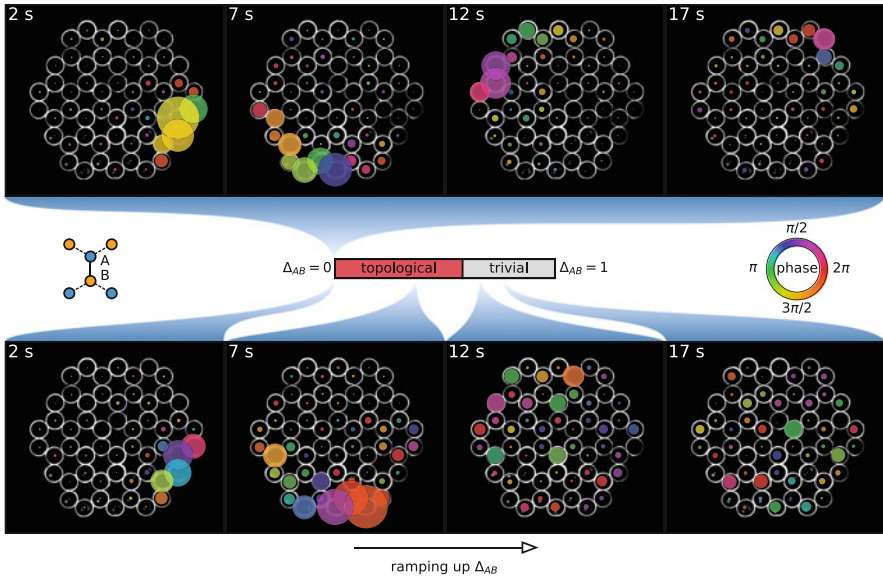 2 s 7 s 12 s 17 s
π/2
A
B
Δ_AB = 0 topological trivial Δ_AB = 1
π phase 2π
3π/2
2 s 7 s 12 s 17 s
ramping up Δ_AB